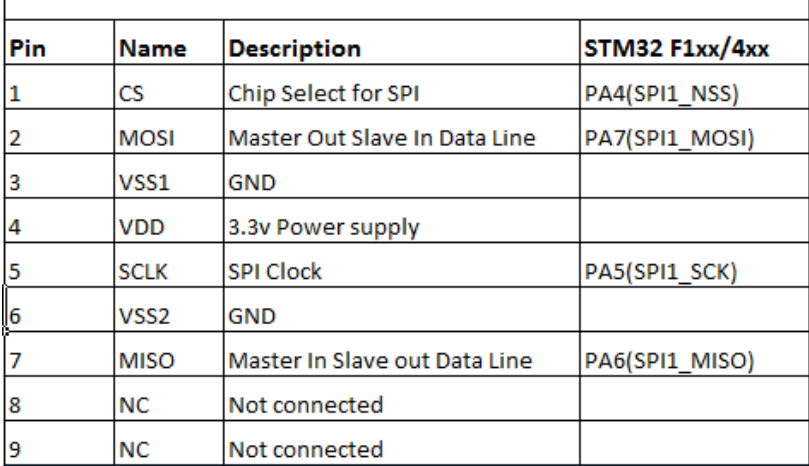 Pin Name Description STM32 F1xx/4xx
1 CS Chip Select for SPI PA4(SPI1_NSS)
2 MOSI Master Out Slave In Data Line PA7(SPI1_MOSI)
3 VSS1 GND
4 VDD 3.3v Power supply
5 SCLK SPI Clock PA5(SPI1_SCK)
6 VSS2 GND
7 MISO Master In Slave out Data Line PA6(SPI1_MISO)
8 NC Not connected
9 NC Not connected